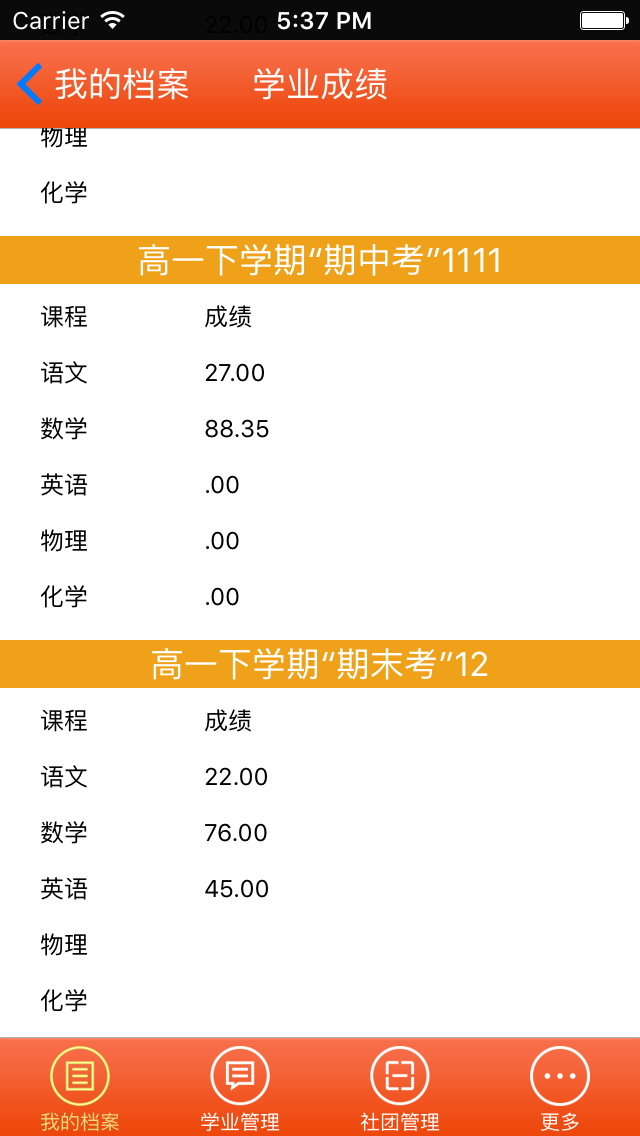 Carrier 5:37 PM
我的档案 学业成绩
物理
化学
高一下学期“期中考”1111
课程 成绩
语文 27.00
数学 88.35
英语 .00
物理 .00
化学 .00
高一下学期“期末考”12
课程 成绩
语文 22.00
数学 76.00
英语 45.00
物理
化学
我的档案 学业管理 社团管理 更多